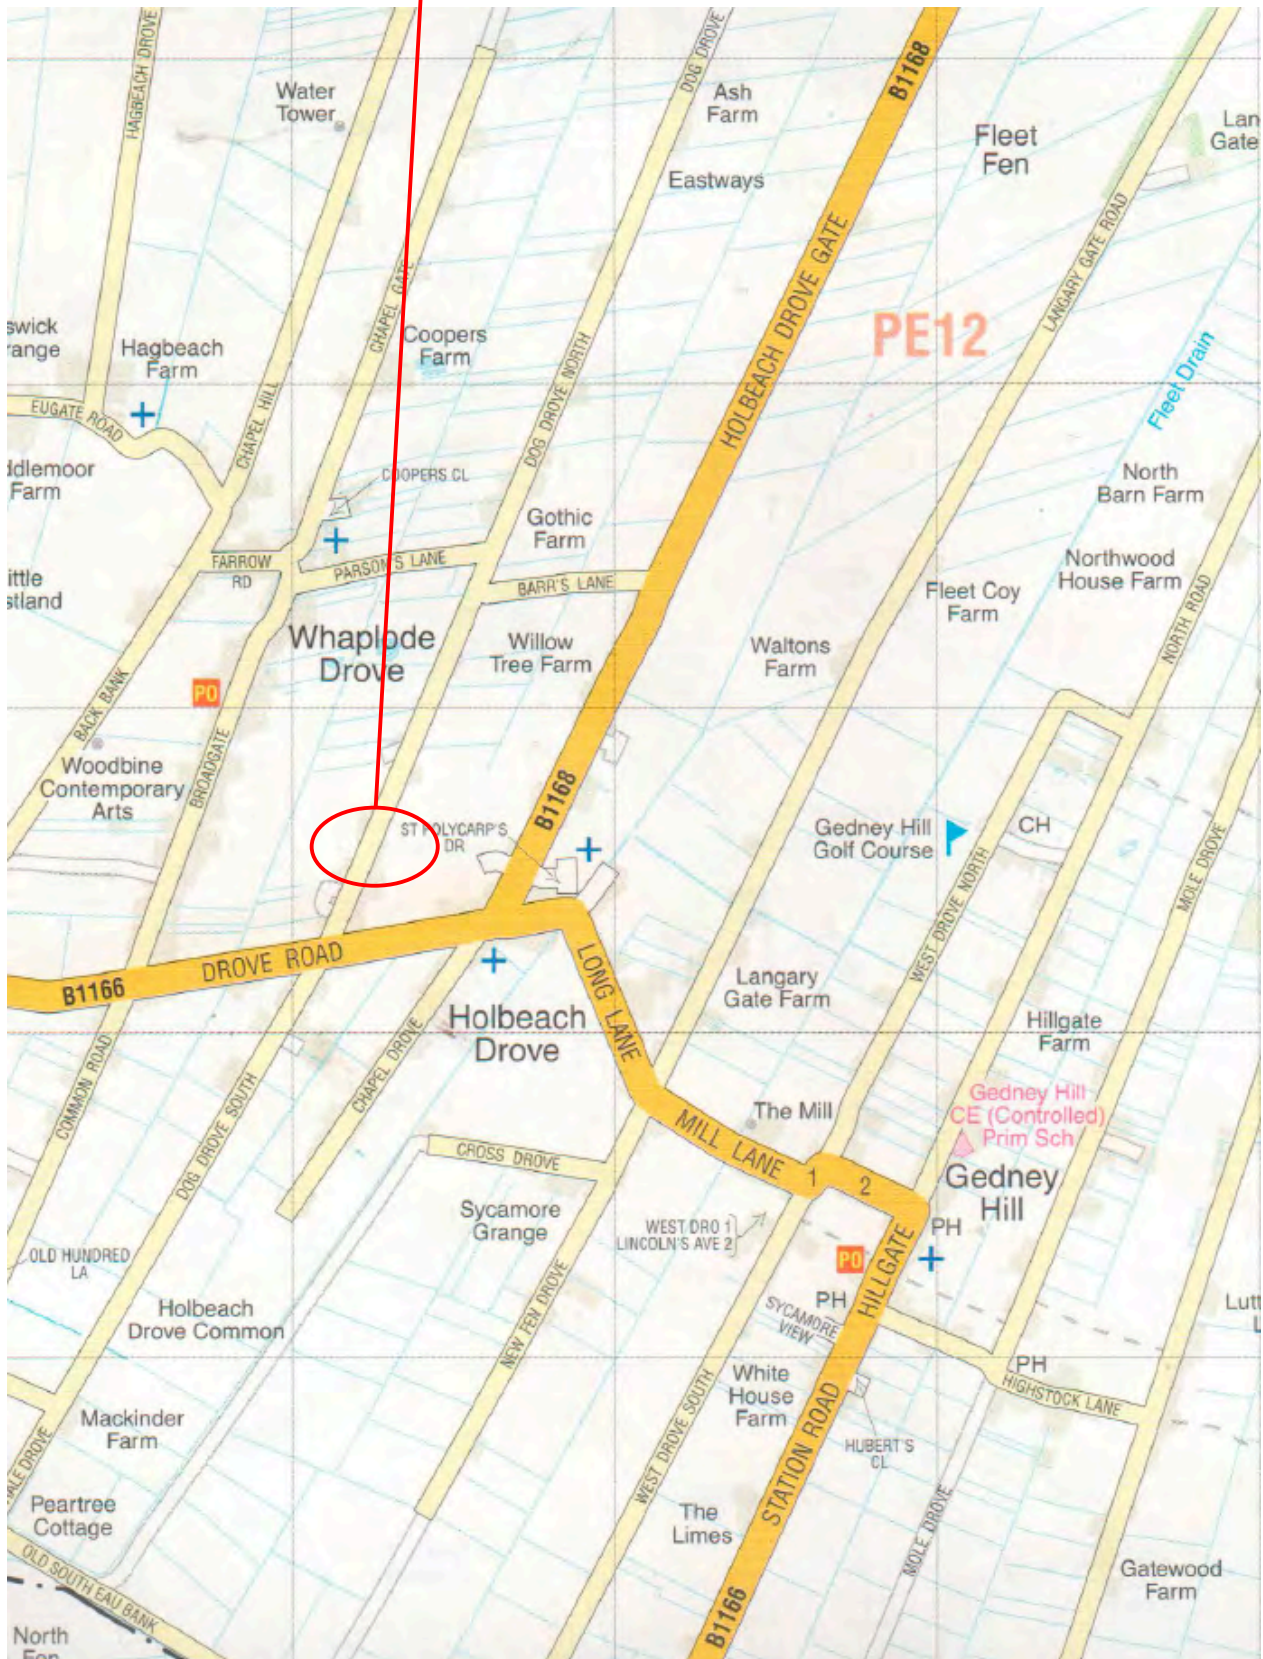 HAGBEACH DROVE
Water
Tower
DOG DROVE
Ash
Farm
B1168
Fleet
Fen
Lan
Gate
Eastways
CHAPEL GATE
HOLBEACH DROVE GATE
LANGARY GATE ROAD
PE12
swick
range
Hagbeach
Farm
Coopers
Farm
DOG DROVE NORTH
Fleet Drain
EUGATE ROAD
CHAPEL HILL
ddlemoor
Farm
COOPERS CL
North
Barn Farm
Gothic
Farm
FARROW
RD
PARSON'S LANE
BARR'S LANE
Northwood
House Farm
ittle
stland
Fleet Coy
Farm
NORTH ROAD
Whaplode
Drove
Willow
Tree Farm
Waltons
Farm
BACK BANK
PO
BROADGATE
Woodbine
Contemporary
Arts
B1168
ST POLYCARP'S
DR
Gedney Hill
Golf Course
CH
WEST DROVE NORTH
MOLE DROVE
DROVE ROAD
B1166
LONG LANE
Langary
Gate Farm
Holbeach
Drove
Hillgate
Farm
COMMON ROAD
DOG DROVE SOUTH
CHAPEL DROVE
Gedney Hill
CE (Controlled)
Prim Sch
The Mill
MILL LANE
CROSS DROVE
1
2
Gedney
Hill
Sycamore
Grange
WEST DRO 1
LINCOLN'S AVE 2
PH
OLD HUNDRED
LA
PO
HILLGATE
Holbeach
Drove Common
NEW FEN DROVE
PH
SYCAMORE
VIEW
Lutt
L
PH
White
House
Farm
HIGHSTOCK LANE
Mackinder
Farm
WEST DROVE SOUTH
STATION ROAD
HUBERT'S
CL
HALE DROVE
Peartree
Cottage
The
Limes
MOLE DROVE
OLD SOUTH EAU BANK
Gatewood
Farm
B1166
North
Fen